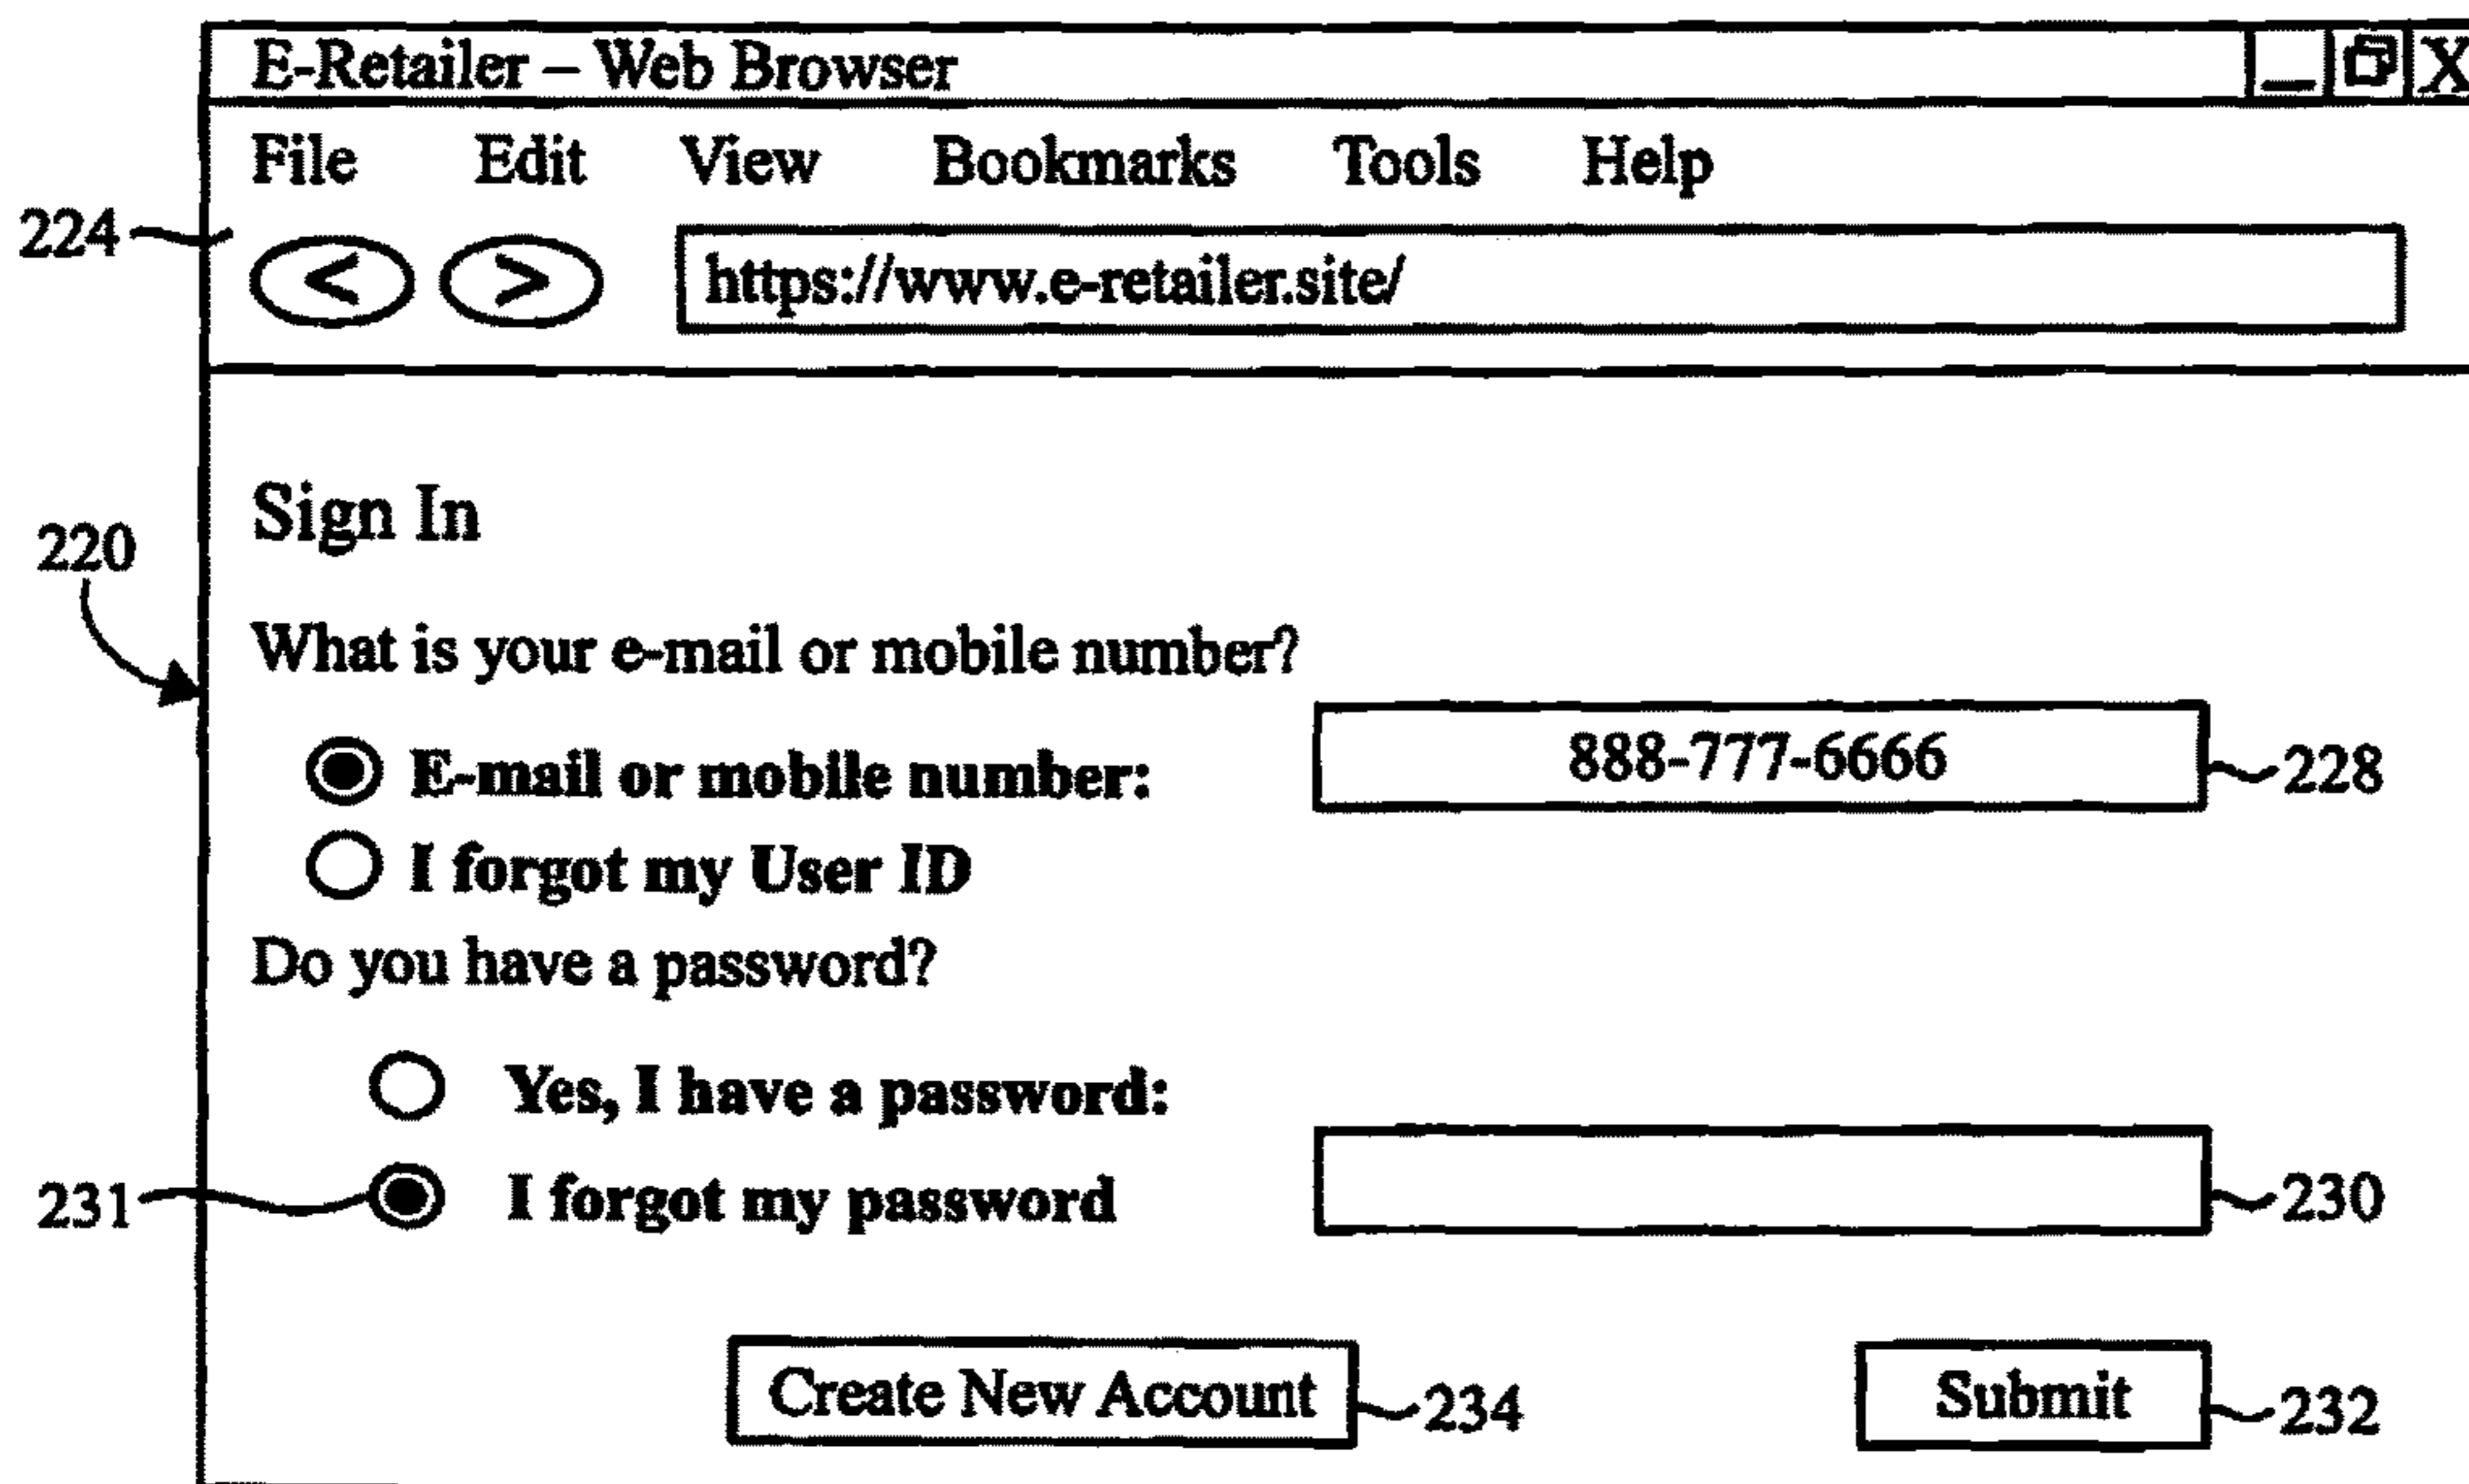 E-Retailer – Web Browser _ X
File Edit View Bookmarks Tools Help
224
< > https://www.e-retailer.site/
Sign In
220
What is your e-mail or mobile number?
E-mail or mobile number: 888-777-6666 228
I forgot my User ID
Do you have a password?
Yes, I have a password:
231 I forgot my password 230
Create New Account 234 Submit 232